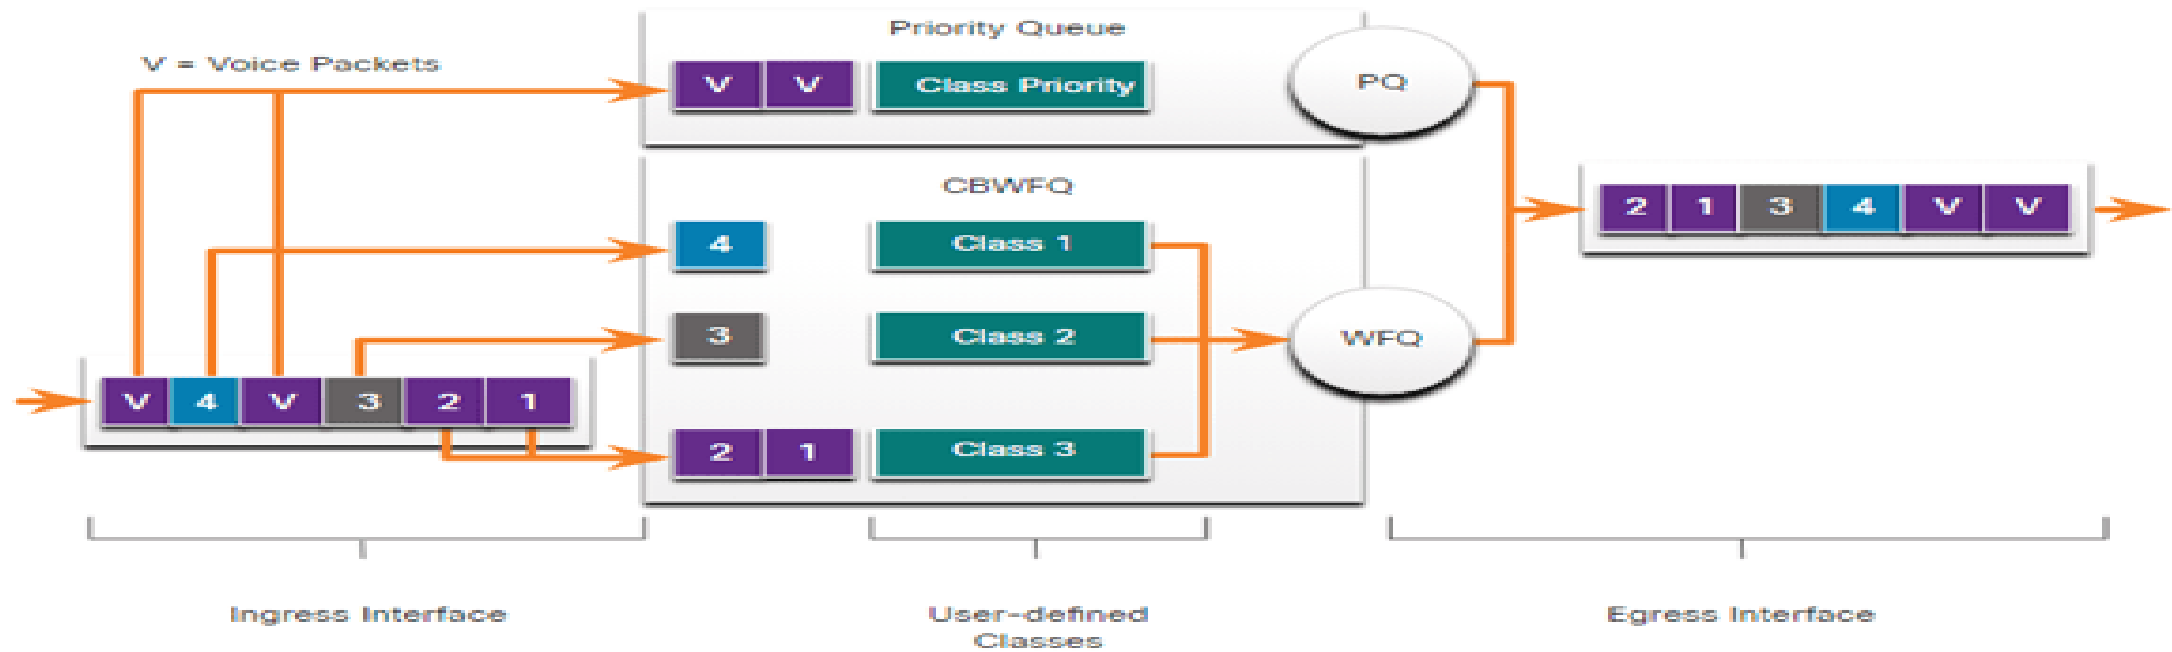 Priority Queue
V = Voice Packets
V V Class Priority
PQ
CBWFQ
2 1 3 4 V V
4 Class 1
3 Class 2
WFQ
V 4 V 3 2 1
2 1 Class 3
Ingress Interface
User-defined
Classes
Egress Interface